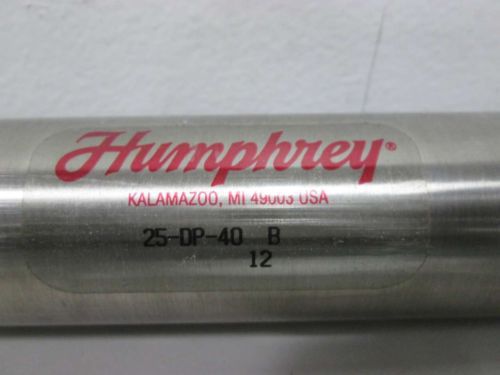 Humphrey®
KALAMAZOO, MI 49003 USA
25-DP-40 B
12